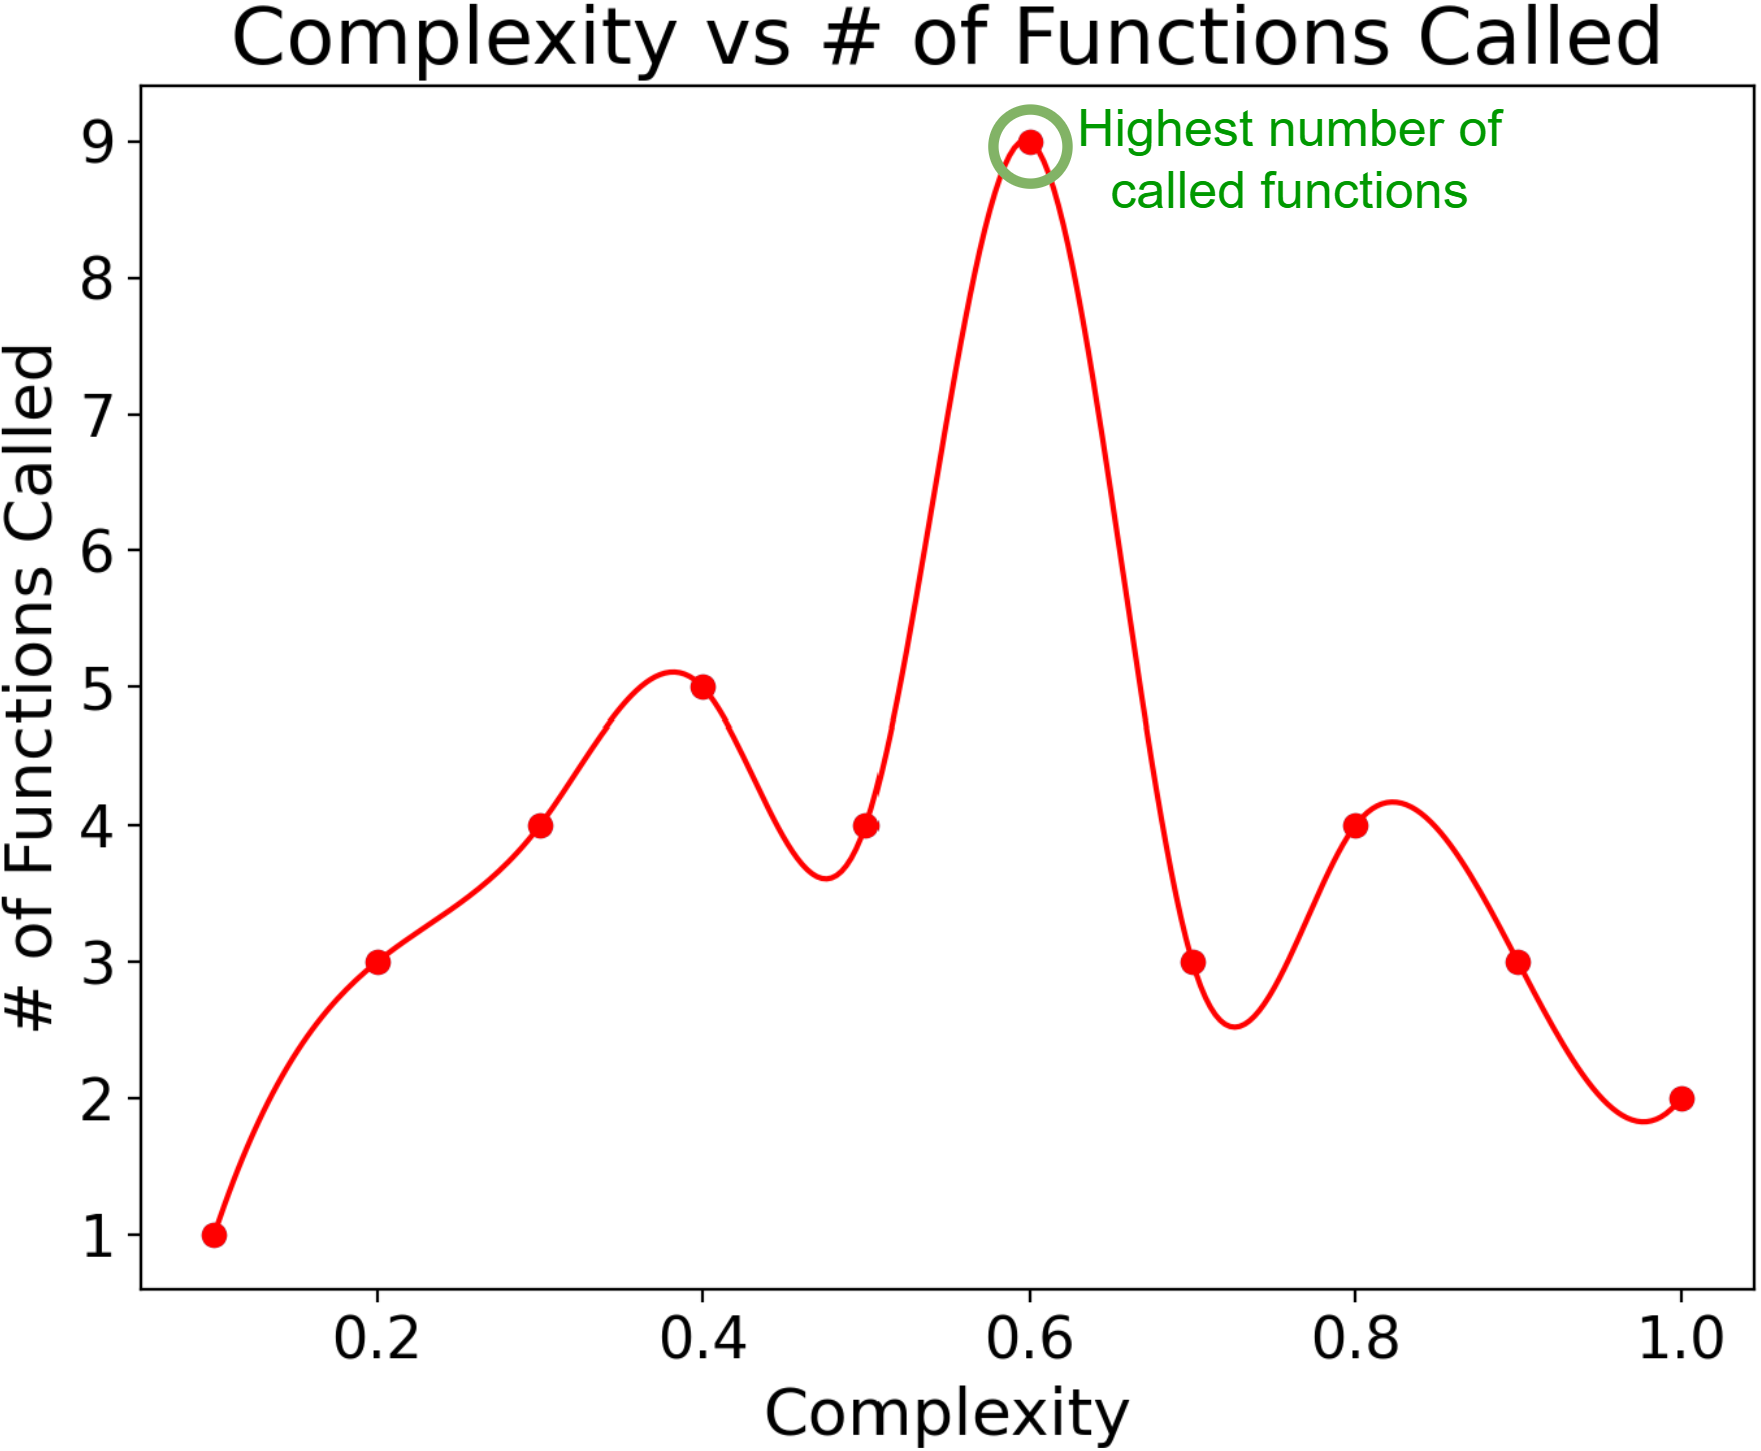 Complexity vs # of Functions Called
Highest number of
called functions
# of Functions Called
9
8
7
6
5
4
3
2
1
0.2 0.4 0.6 0.8 1.0
Complexity